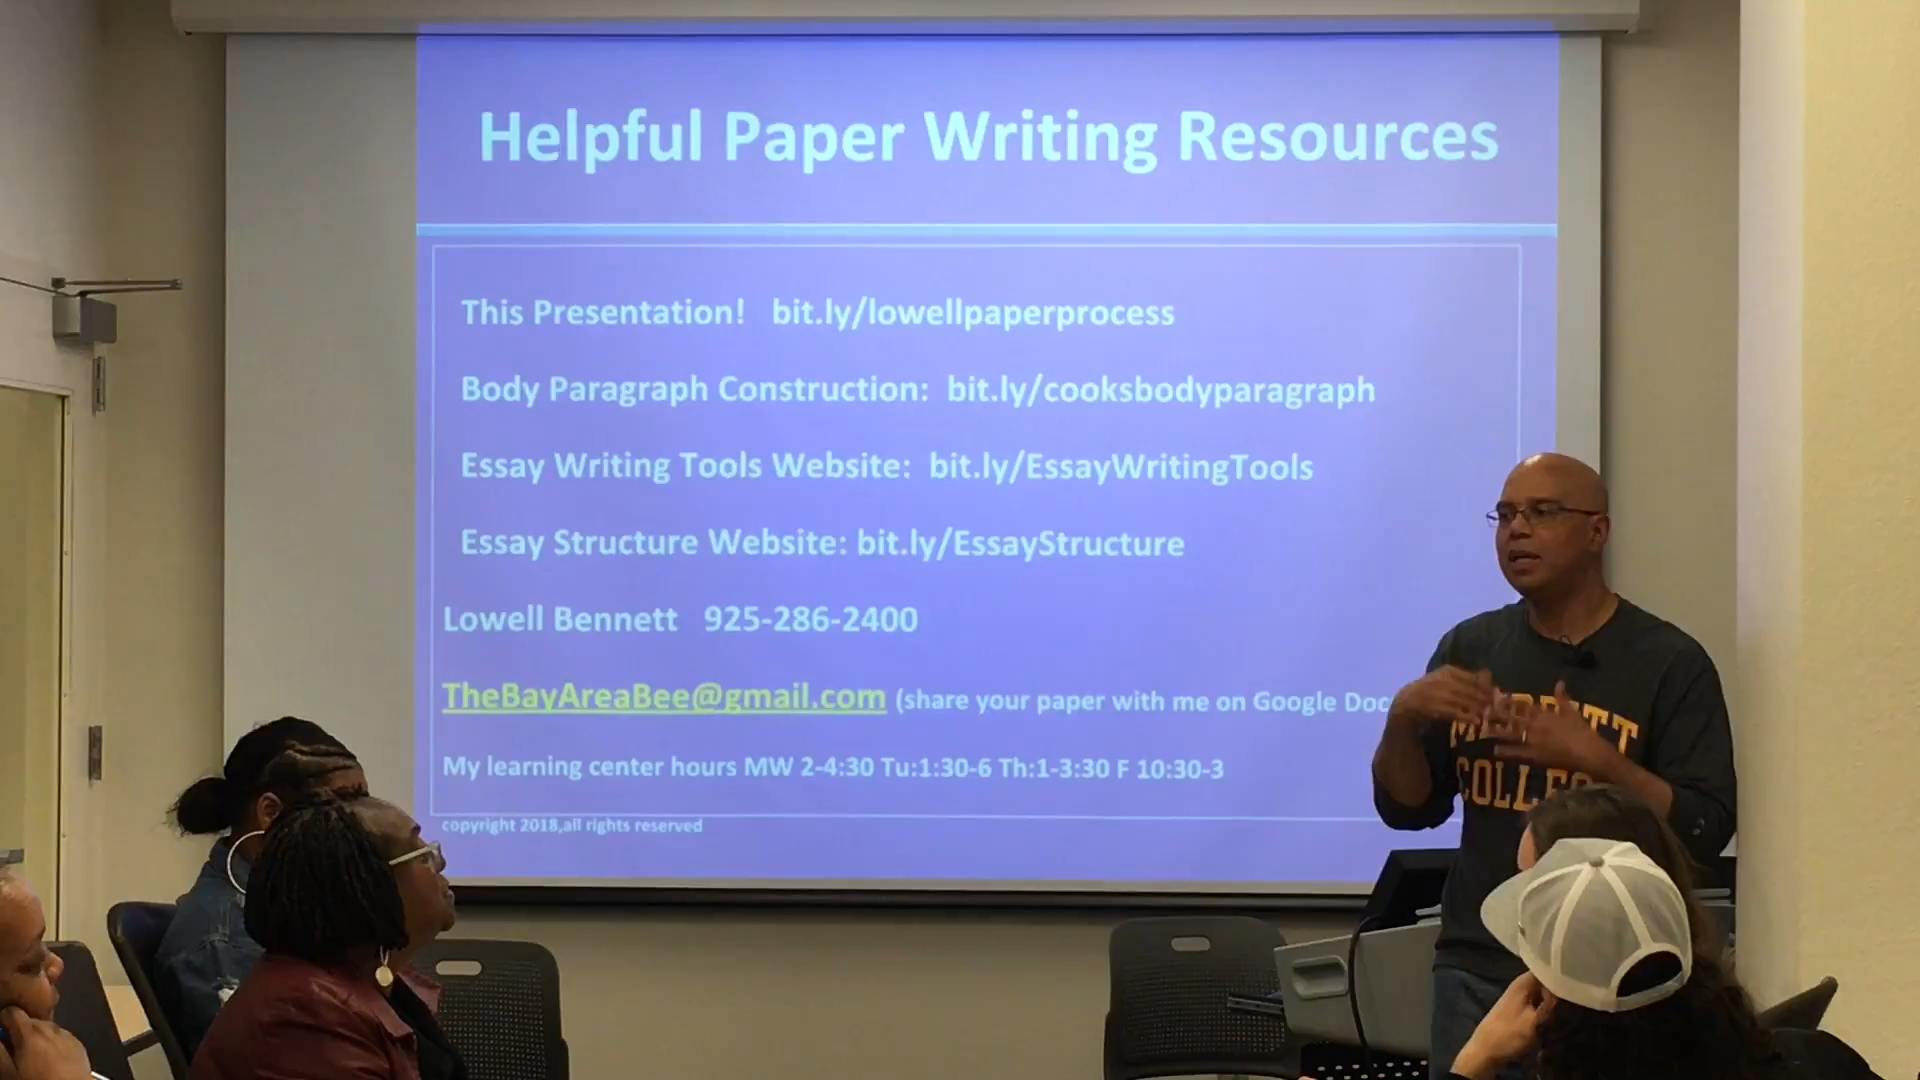 Helpful Paper Writing Resources
This Presentation! bit.ly/lowellpaperprocess
Body Paragraph Construction: bit.ly/cooksbodyparagraph
Essay Writing Tools Website: bit.ly/EssayWritingTools
Essay Structure Website: bit.ly/EssayStructure
Lowell Bennett 925-286-2400
TheBayAreaBee@gmail.com (share your paper with me on Google Doc
My learning center hours MW 2-4:30 Tu:1:30-6 Th:1-3:30 F 10:30-3
copyright 2018,all rights reserved
MERRITT
COLLEGE